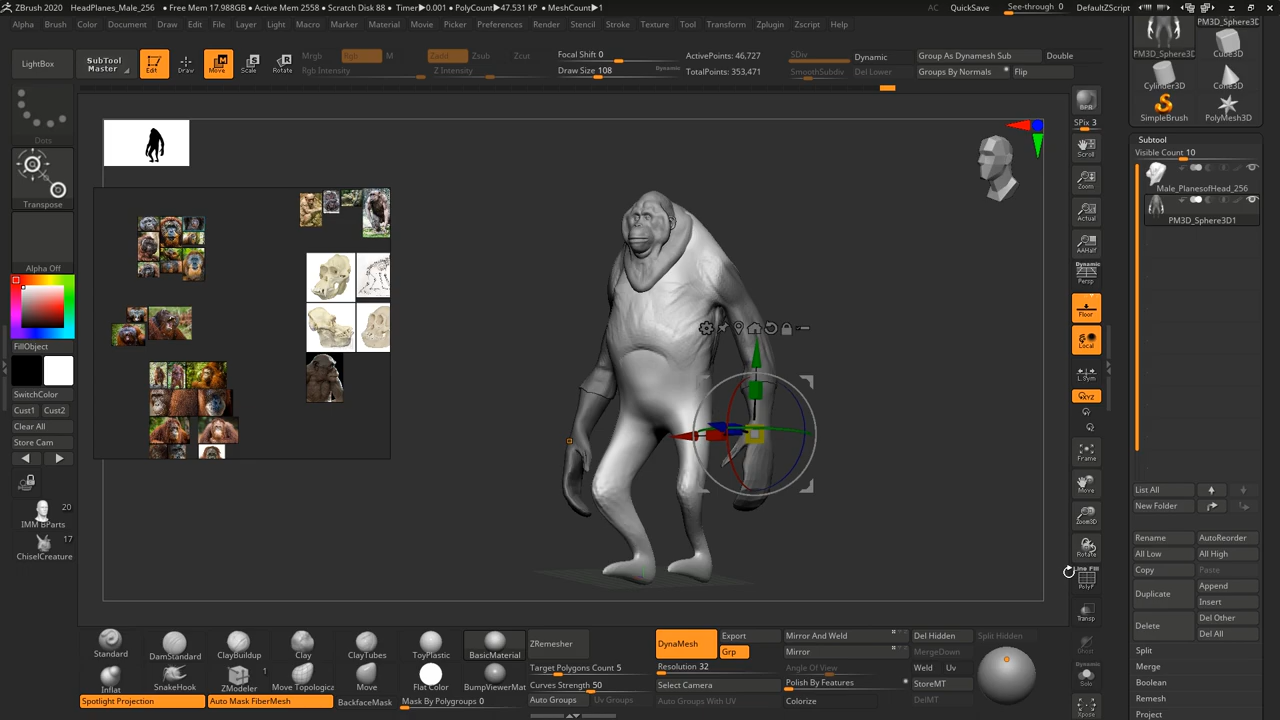 ZBrush 2020 HeadPlanes_Male_256 • Free Mem 17.988GB • Active Mem 2558 • Scratch Disk 88 • Timer▶0.001 • PolyCount▶47.531 KP • MeshCount▶1 AC QuickSave See-through 0 DefaultZScript
Alpha Brush Color Document Draw Edit File Layer Light Macro Marker Material Movie Picker Preferences Render Stencil Stroke Texture Tool Transform Zplugin Zscript Help
LightBox
SubTool
Master
Edit
Draw
Move
Scale
Rotate
Mrgb Rgb M
Rgb Intensity
Zadd Zsub Zcut
Z Intensity
Focal Shift 0
Draw Size 108
Dynamic
ActivePoints: 46,727
TotalPoints: 353,471
SDiv
SmoothSubdiv
Dynamic
Del Lower
Group As Dynamesh Sub
Groups By Normals
Double
Flip
Dots
Transpose
Alpha Off
FillObject
SwitchColor
Cust1 Cust2
Clear All
Store Cam
20
IMM BParts
17
ChiselCreature
BPR
SPix 3
Scroll
Zoom
Actual
AAHalf
Dynamic
Persp
Floor
Local
L.Sym
XYZ
Frame
Move
Zoom3D
Rotate
Line Fill
PolyF
Transp
Ghost
Dynamic
Solo
Xpose
PM3D_Sphere3D
PM3D_Sphere3D
Cube3D
Cylinder3D
Cone3D
SimpleBrush
PolyMesh3D
Subtool
Visible Count 10
Male_PlanesofHead_256
PM3D_Sphere3D1
List All
New Folder
Rename AutoReorder
All Low All High
Copy Paste
Duplicate
Append
Insert
Delete
Del Other
Del All
Split
Merge
Boolean
Remesh
Project
Standard DamStandard ClayBuildup Clay ClayTubes ToyPlastic BasicMaterial
Inflat SnakeHook 1 ZModeler Move Topologica Move Flat Color BumpViewerMat
Spotlight Projection Auto Mask FiberMesh BackfaceMask Mask By Polygroups 0
ZRemesher
Target Polygons Count 5
Curves Strength 50
Auto Groups Uv Groups
DynaMesh
Export
Grp
Resolution 32
Select Camera
Auto Groups With UV
Mirror And Weld
Mirror
Angle Of View
Polish By Features
Colorize
Del Hidden
MergeDown
Weld Uv
StoreMT
DelMT
Split Hidden